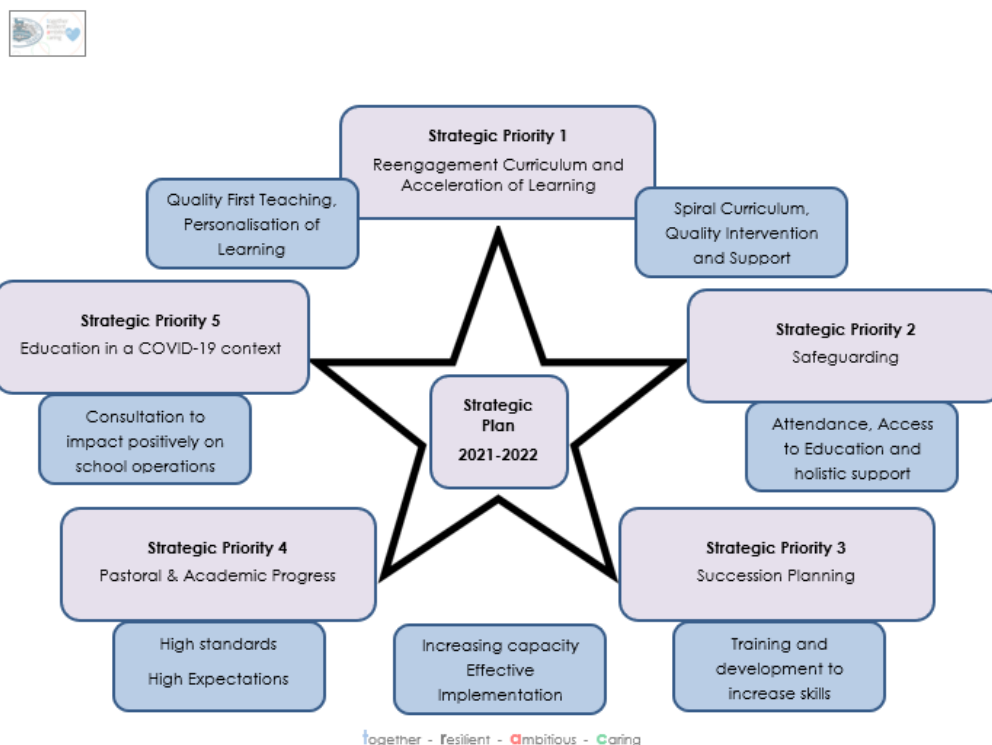 together
resilient
ambitious
caring
Strategic Priority 1
Reengagement Curriculum and
Acceleration of Learning
Quality First Teaching,
Personalisation of
Learning
Spiral Curriculum,
Quality Intervention
and Support
Strategic Priority 5
Education in a COVID-19 context
Consultation to
impact positively on
school operations
Strategic Priority 2
Safeguarding
Attendance, Access
to Education and
holistic support
Strategic
Plan
2021-2022
Strategic Priority 4
Pastoral & Academic Progress
High standards
High Expectations
Increasing capacity
Effective
Implementation
Strategic Priority 3
Succession Planning
Training and
development to
increase skills
together - resilient - ambitious - caring